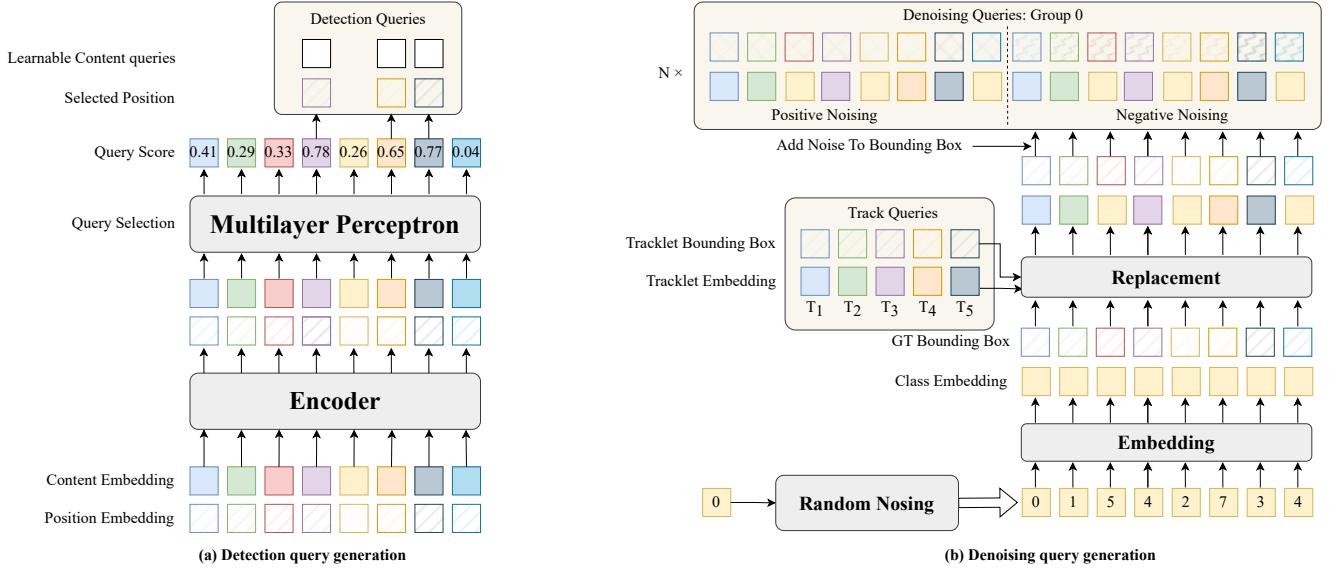 Detection Queries
Learnable Content queries
Selected Position
Query Score
0.41 0.29 0.33 0.78 0.26 0.65 0.77 0.04
Query Selection
Multilayer Perceptron
Encoder
Content Embedding
Position Embedding
(a) Detection query generation
Denoising Queries: Group 0
N ×
Positive Noising
Negative Noising
Add Noise To Bounding Box
Track Queries
Tracklet Bounding Box
Tracklet Embedding
T1 T2 T3 T4 T5
Replacement
GT Bounding Box
Class Embedding
Embedding
0
Random Nosing
0 1 5 4 2 7 3 4
(b) Denoising query generation